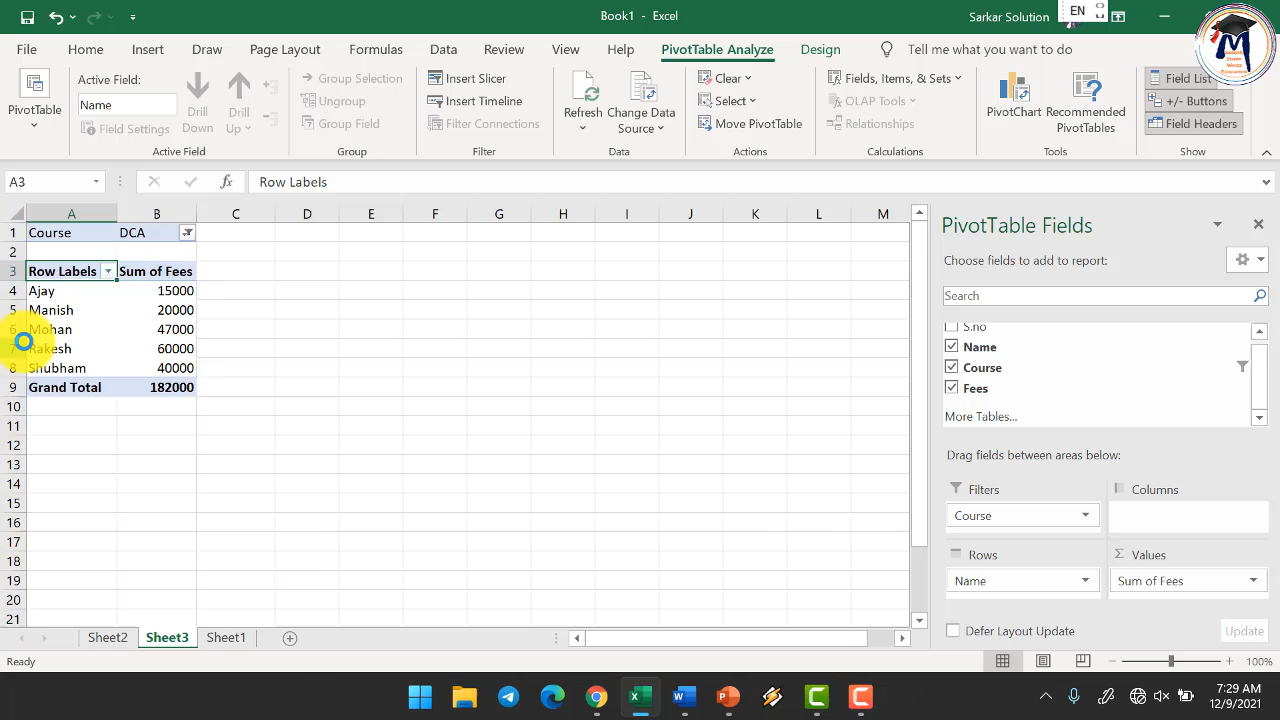 Book1 - Excel
Sarkar Solution
EN
File Home Insert Draw Page Layout Formulas Data Review View Help PivotTable Analyze Design Tell me what you want to do
PivotTable
Active Field:
Name
Field Settings
Drill Down
Drill Up
Active Field
Group Selection
Ungroup
Group Field
Group
Insert Slicer
Insert Timeline
Filter Connections
Filter
Refresh
Change Data Source
Data
Clear
Select
Move PivotTable
Actions
Fields, Items, & Sets
OLAP Tools
Relationships
Calculations
PivotChart
Recommended PivotTables
Tools
Field List
+/- Buttons
Field Headers
Show
A3
fx
Row Labels
A B C D E F G H I J K L M
1 Course DCA
2
3 Row Labels Sum of Fees
4 Ajay 15000
5 Manish 20000
6 Mohan 47000
7 Rakesh 60000
8 Shubham 40000
9 Grand Total 182000
10
11
12
13
14
15
16
17
18
19
20
21
PivotTable Fields
Choose fields to add to report:
Search
S.no
Name
Course
Fees
More Tables...
Drag fields between areas below:
Filters
Columns
Course
Rows
Values
Name
Sum of Fees
Defer Layout Update
Update
Sheet2 Sheet3 Sheet1
Ready
100%
7:29 AM
12/9/2021